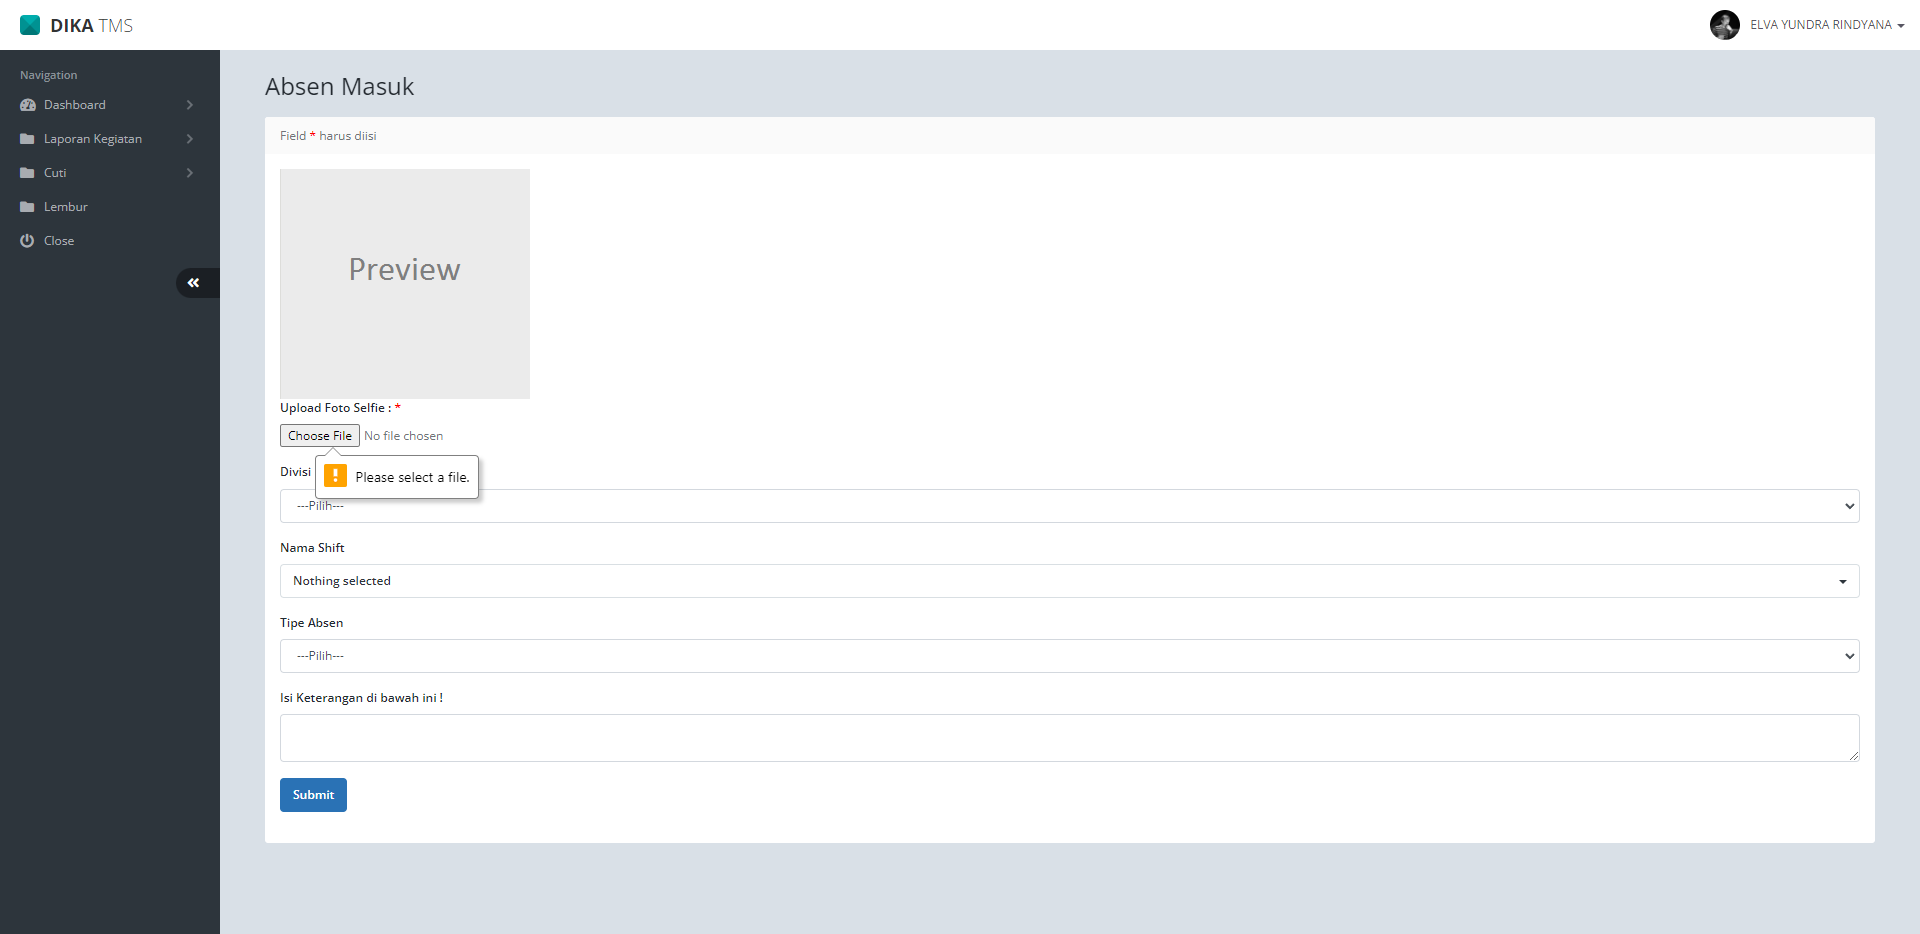 DIKA TMS
ELVA YUNDRA RINDYANA
Navigation
Dashboard
Laporan Kegiatan
Cuti
Lembur
Close
Absen Masuk
Field * harus diisi
Preview
Upload Foto Selfie : *
Choose File No file chosen
Please select a file.
Divisi
---Pilih---
Nama Shift
Nothing selected
Tipe Absen
---Pilih---
Isi Keterangan di bawah ini !
Submit